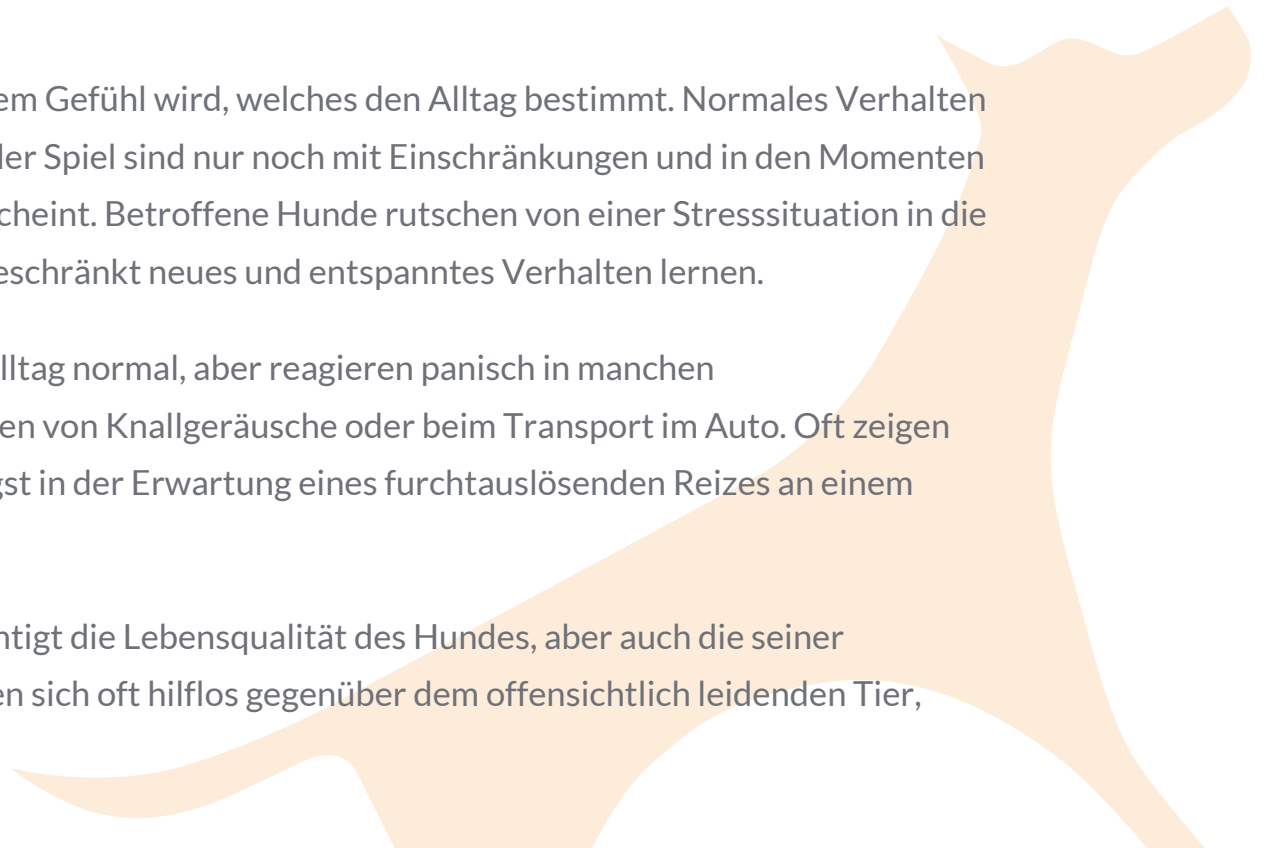 em Gefühl wird, welches den Alltag bestimmt. Normales Verhalten
der Spiel sind nur noch mit Einschränkungen und in den Momenten
cheint. Betroffene Hunde rutschen von einer Stresssituation in die
eschränkt neues und entspanntes Verhalten lernen.
lltag normal, aber reagieren panisch in manchen
en von Knallgeräusche oder beim Transport im Auto. Oft zeigen
gst in der Erwartung eines furchtauslösenden Reizes an einem
htigt die Lebensqualität des Hundes, aber auch die seiner
en sich oft hilflos gegenüber dem offensichtlich leidenden Tier,